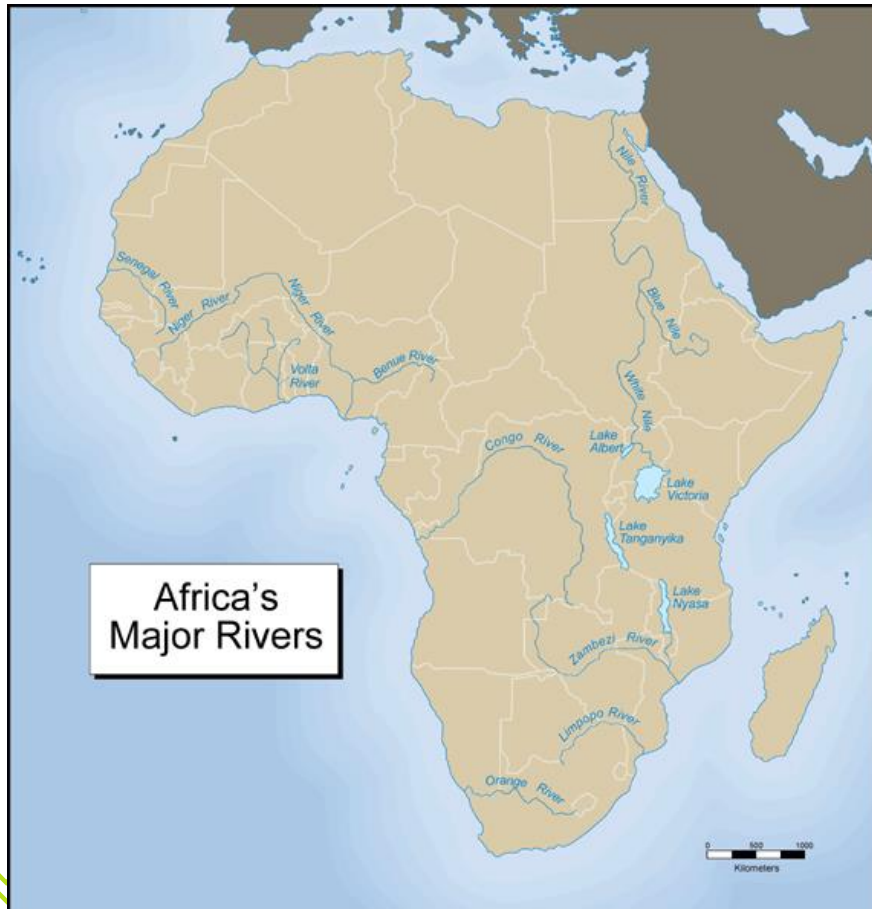 Nile River
Blue Nile
White Nile
Senegal River
Niger River
Niger River
Benue River
Volta
River
Congo River
Lake
Albert
Lake
Victoria
Lake
Tanganyika
Lake
Nyasa
Africa's
Major Rivers
Zambezi River
Limpopo River
Orange River
0 500 1000
Kilometers